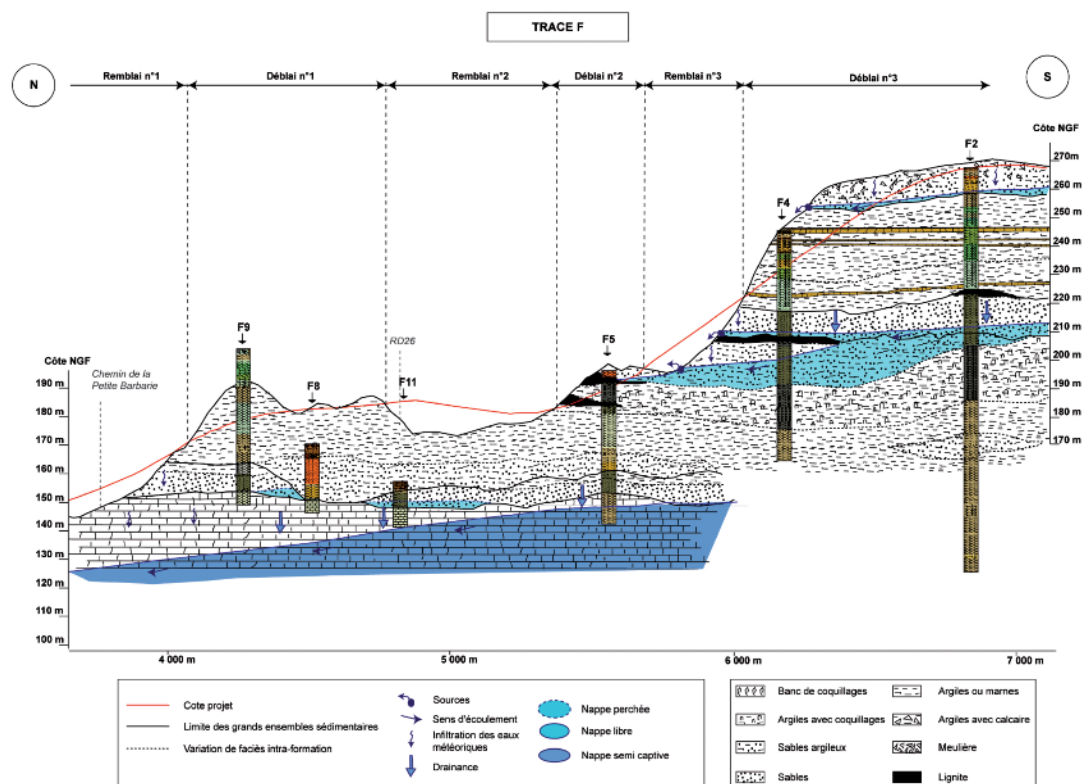 TRACE F
N
Remblai n°1
Déblai n°1
Remblai n°2
Déblai n°2
Remblai n°3
Déblai n°3
S
Côte NGF
F2
270m
260 m
250 m
240 m
230 m
220 m
210 m
200 m
190 m
180 m
170 m
F4
F9
RD26
F5
Côte NGF
Chemin de la
Petite Barbarie
F8
F11
190 m
180 m
170 m
160 m
150 m
140 m
130 m
120 m
110 m
100 m
4 000 m
5 000 m
6 000 m
7 000 m
Cote projet
Limite des grands ensembles sédimentaires
Variation de faciès intra-formation
Sources
Sens d'écoulement
Infiltration des eaux
météoriques
Drainance
Nappe perchée
Nappe libre
Nappe semi captive
Banc de coquillages
Argiles ou marnes
Argiles avec coquillages
Argiles avec calcaire
Sables argileux
Meulière
Sables
Lignite